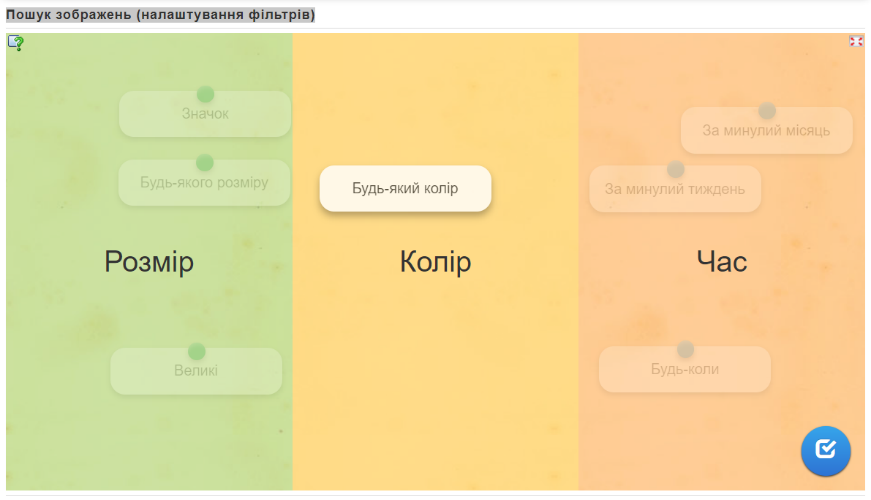 Пошук зображень (налаштування фільтрів)
Значок
Будь-якого розміру
Розмір
Великі
Будь-який колір
Колір
За минулий місяць
За минулий тиждень
Час
Будь-коли